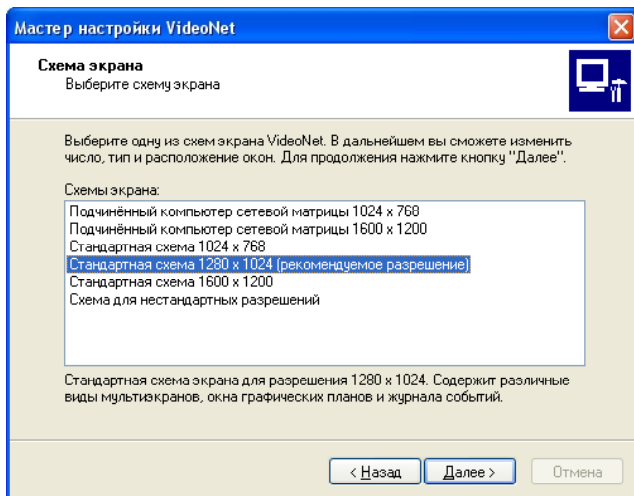 Мастер настройки VideoNet
Схема экрана
Выберите схему экрана
Выберите одну из схем экрана VideoNet. В дальнейшем вы сможете изменить
число, тип и расположение окон. Для продолжения нажмите кнопку "Далее".
Схемы экрана:
Подчинённый компьютер сетевой матрицы 1024 x 768
Подчинённый компьютер сетевой матрицы 1600 x 1200
Стандартная схема 1024 x 768
Стандартная схема 1280 x 1024 (рекомендуемое разрешение)
Стандартная схема 1600 x 1200
Схема для нестандартных разрешений
Стандартная схема экрана для разрешения 1280 x 1024. Содержит различные
виды мультиэкранов, окна графических планов и журнала событий.
< Назад Далее > Отмена